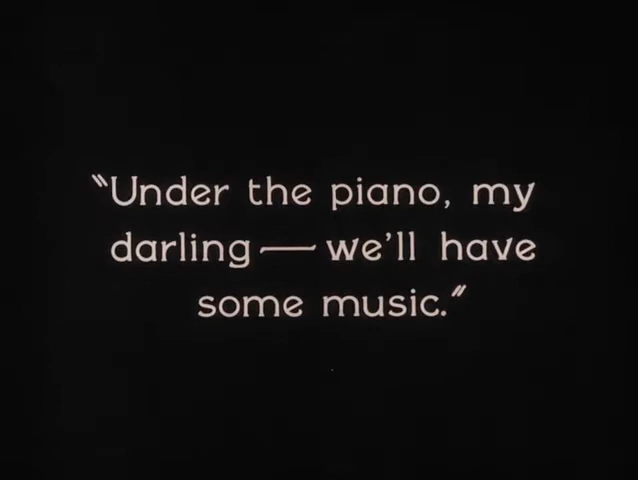 "Under the piano, my
darling — we'll have
some music."